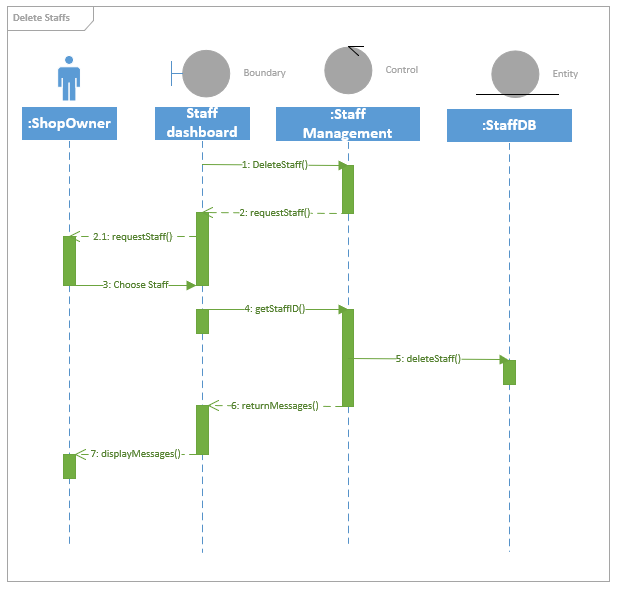 Delete Staffs
Boundary
Control
Entity
:ShopOwner
Staff
dashboard
:Staff
Management
:StaffDB
1: DeleteStaff()
2: requestStaff()
2.1: requestStaff()
3: Choose Staff
4: getStaffID()
5: deleteStaff()
6: returnMessages()
7: displayMessages()